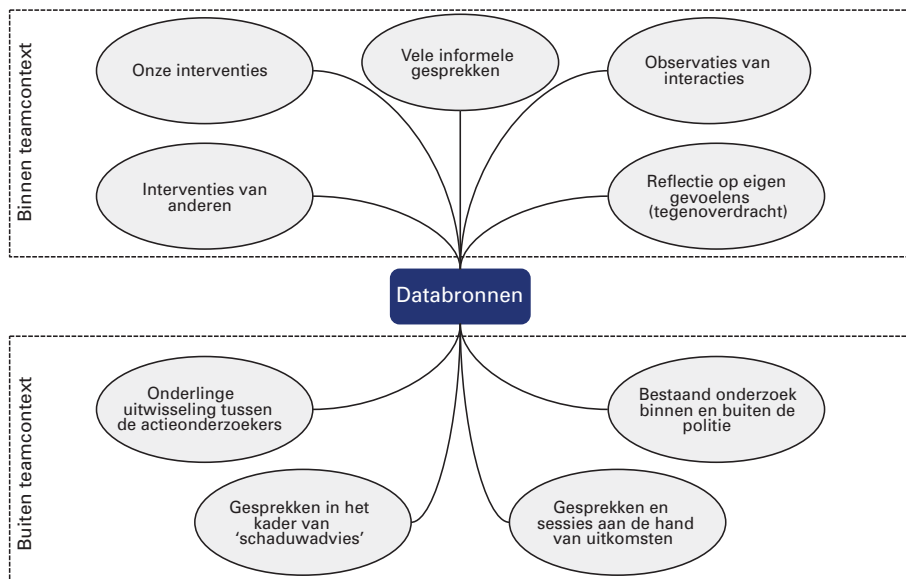 Binnen teamcontext
Onze interventies
Vele informele
gesprekken
Observaties van
interacties
Interventies van
anderen
Reflectie op eigen
gevoelens
(tegenoverdracht)
Databronnen
Buiten teamcontext
Onderlinge
uitwisseling tussen
de actieonderzoekers
Bestaand onderzoek
binnen en buiten de
politie
Gesprekken in het
kader van
‘schaduwadvies’
Gesprekken en
sessies aan de hand
van uitkomsten